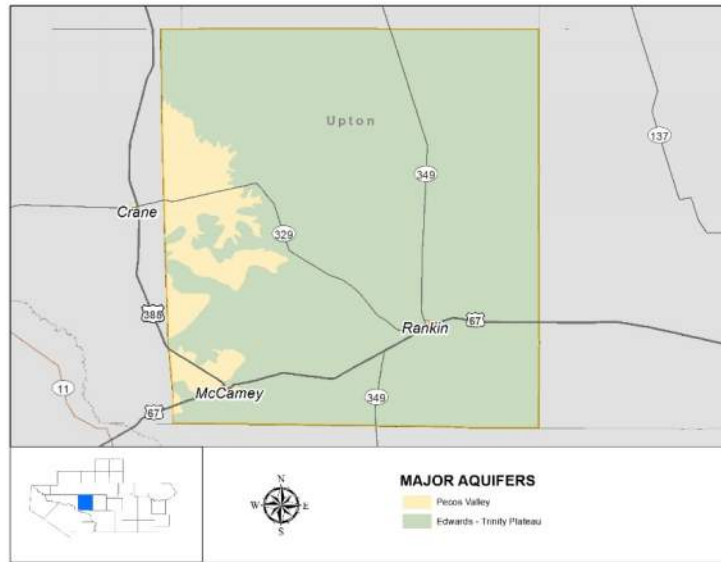 Upton
137
349
Crane
329
385
Rankin
67
11
McCamey
67
349
N
W E
S
MAJOR AQUIFERS
Pecos Valley
Edwards - Trinity Plateau